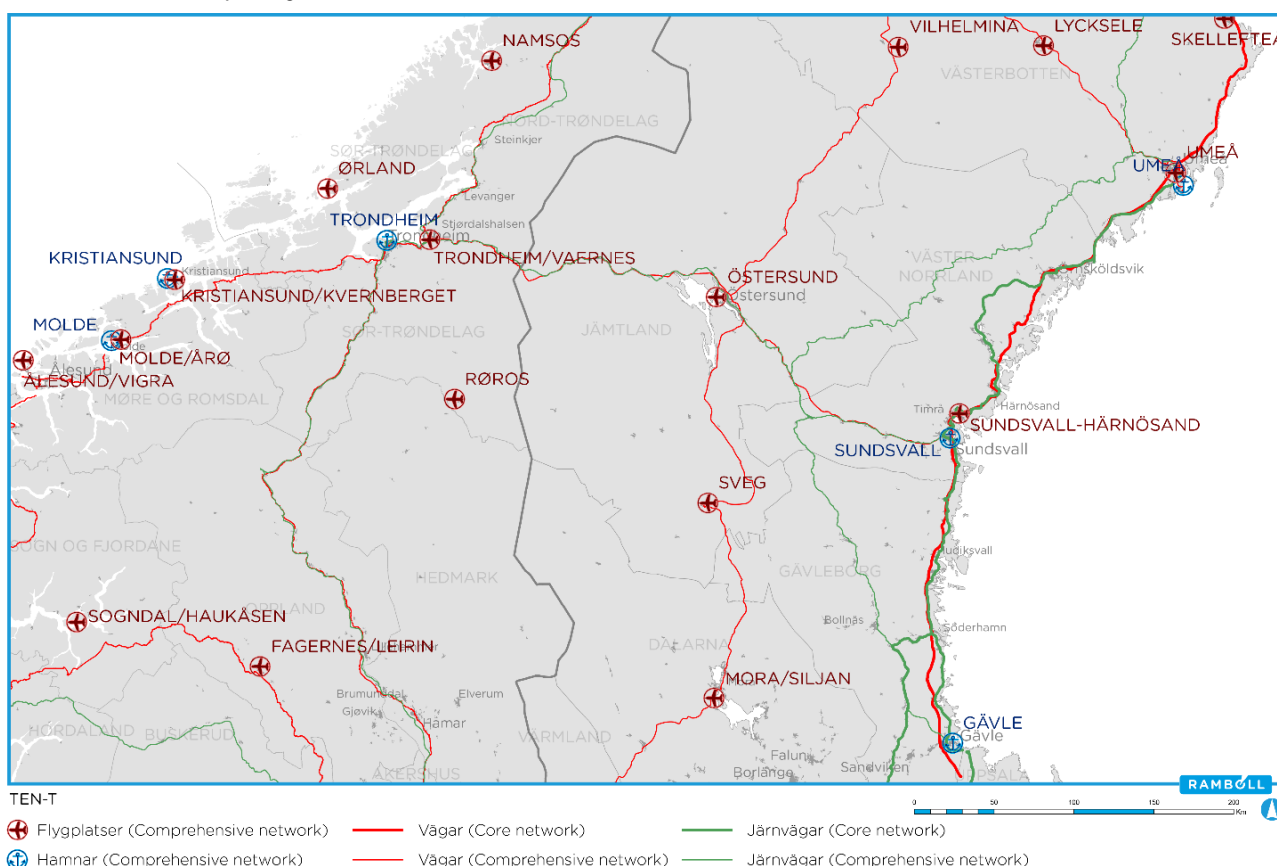 NAMSOS
VILHELMINA
LYCKSELE
SKELLEFTEA
VÄSTERBOTTEN
NORD-TRØNDELAG
Steinkjer
SØR-TRØNDELAG
ØRLAND
UMEÅ
UMEÅ
Umeå
Levanger
TRONDHEIM
Trondheim
Stjørdalshalsen
TRONDHEIM/VAERNES
KRISTIANSUND
Kristiansund
KRISTIANSUND/KVERNBERGET
VÄSTER
NORRLAND
Örnsköldsvik
ÖSTERSUND
Östersund
MOLDE
Molde
MOLDE/ÅRØ
SØR-TRØNDELAG
JÄMTLAND
Ålesund
ÅLESUND/VIGRA
MØRE OG ROMSDAL
RØROS
Timrå
Härnösand
SUNDSVALL-HÄRNÖSAND
SUNDSVALL
Sundsvall
SVEG
SOGN OG FJORDANE
HEDMARK
GÄVLEBORG
Hudiksvall
OPPLAND
SOGNDAL/HAUKÅSEN
Bollnäs
Söderhamn
FAGERNES/LEIRIN
DALARNA
MORA/SILJAN
Brumunddal
Elverum
Gjøvik
Hamar
HORDALAND
BUSKERUD
VÄRMLAND
GÄVLE
Gävle
Falun
Sandviken
Borlänge
AKERSHUS
UPPSALA
RAMBOLL
TEN-T
0 50 100 150 200
Km
Flygplatser (Comprehensive network)
Vägar (Core network)
Järnvägar (Core network)
Hamnar (Comprehensive network)
Vägar (Comprehensive network)
Järnvägar (Comprehensive network)